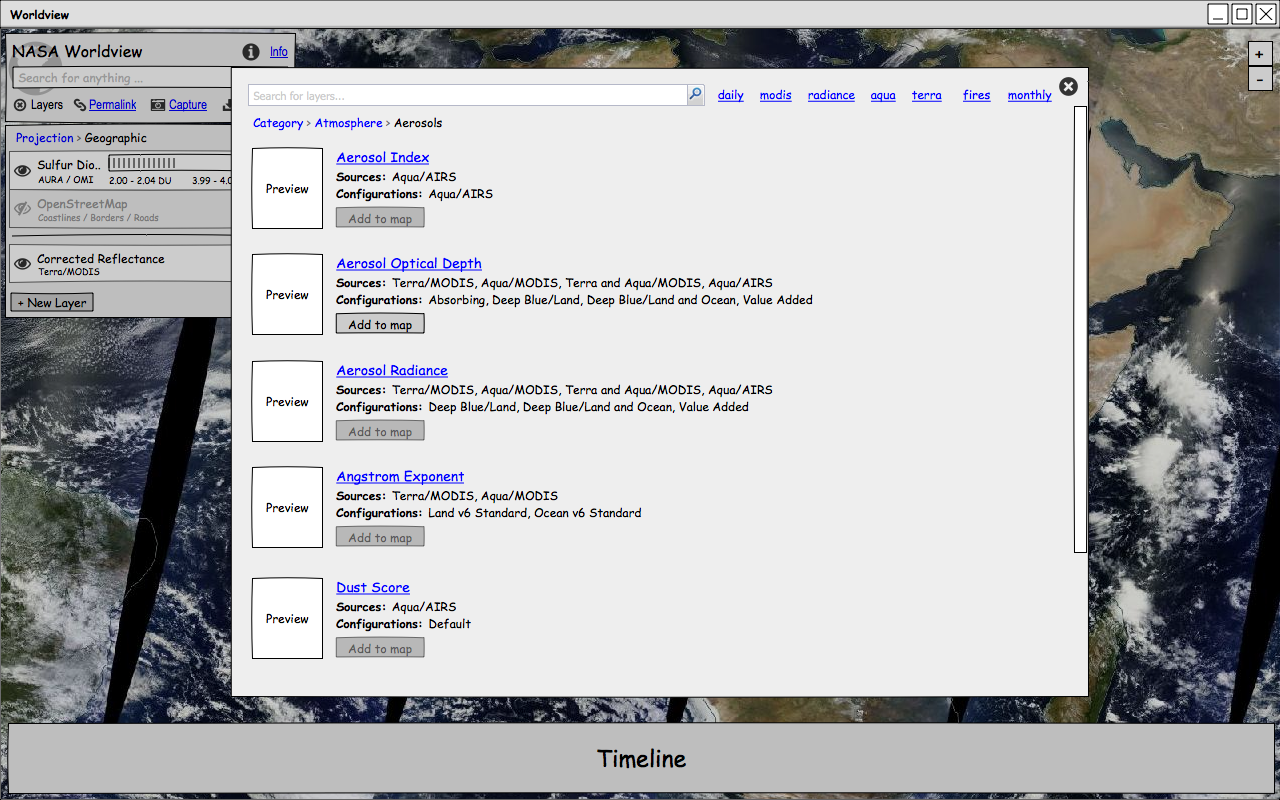 Worldview
NASA Worldview
Info
Search for anything ...
Layers Permalink Capture
Projection > Geographic
Sulfur Dio..
AURA / OMI 2.00 - 2.04 DU 3.99 - 4.0
OpenStreetMap
Coastlines / Borders / Roads
Corrected Reflectance
Terra/MODIS
+ New Layer
Search for layers...
daily modis radiance aqua terra fires monthly
Category > Atmosphere > Aerosols
Preview
Aerosol Index
Sources: Aqua/AIRS
Configurations: Aqua/AIRS
Add to map
Preview
Aerosol Optical Depth
Sources: Terra/MODIS, Aqua/MODIS, Terra and Aqua/MODIS, Aqua/AIRS
Configurations: Absorbing, Deep Blue/Land, Deep Blue/Land and Ocean, Value Added
Add to map
Preview
Aerosol Radiance
Sources: Terra/MODIS, Aqua/MODIS, Terra and Aqua/MODIS, Aqua/AIRS
Configurations: Deep Blue/Land, Deep Blue/Land and Ocean, Value Added
Add to map
Preview
Angstrom Exponent
Sources: Terra/MODIS, Aqua/MODIS
Configurations: Land v6 Standard, Ocean v6 Standard
Add to map
Preview
Dust Score
Sources: Aqua/AIRS
Configurations: Default
Add to map
+
-
Timeline